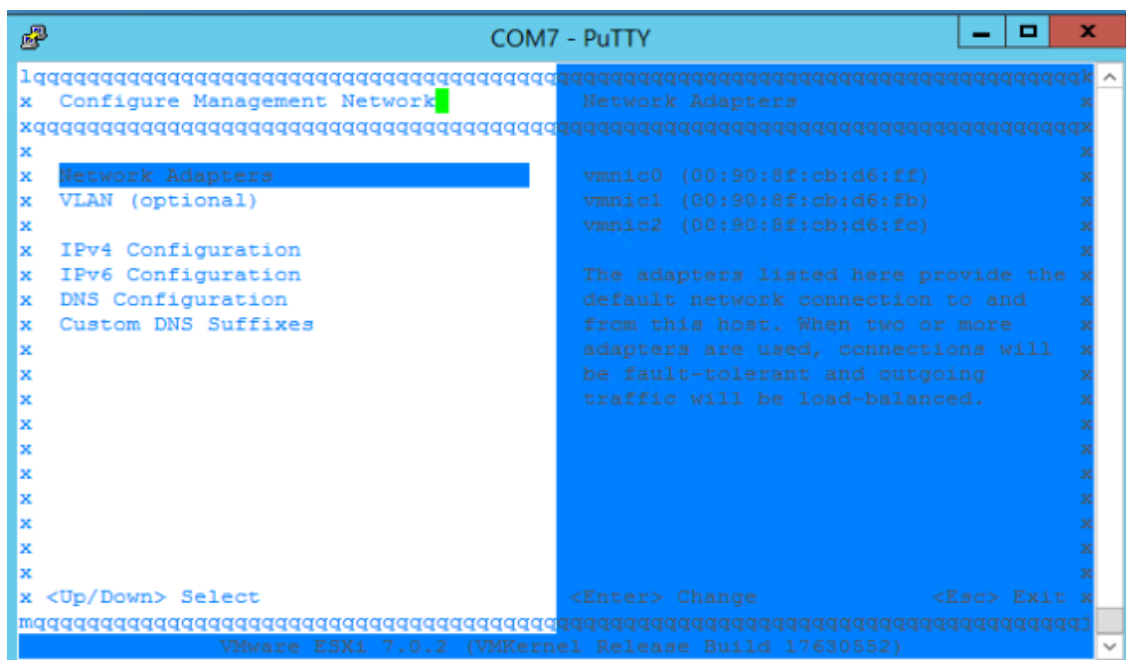 COM7 - PuTTY
lqqqqqqqqqqqqqqqqqqqqqqqqqqqqqqqqqqqqqqqqqqqqqqqqqqqqqqqqqqqqqqqqqqqqqqqqqqqqqqk
x  Configure Management Network  Network Adapters  x
xqqqqqqqqqqqqqqqqqqqqqqqqqqqqqqqqqqqqqqqqqqqqqqqqqqqqqqqqqqqqqqqqqqqqqqqqqqqqqqx
x  x
x  Network Adapters  vmnic0 (00:90:8f:cb:d6:ff)  x
x  VLAN (optional)  vmnic1 (00:90:8f:cb:d6:fb)  x
x  vmnic2 (00:90:8f:cb:d6:fc)  x
x  IPv4 Configuration  x
x  IPv6 Configuration  The adapters listed here provide the x
x  DNS Configuration  default network connection to and  x
x  Custom DNS Suffixes  from this host. When two or more  x
x  adapters are used, connections will  x
x  be fault-tolerant and outgoing  x
x  traffic will be load-balanced.  x
x  x
x  x
x  x
x  x
x  x
x  x
x  x
x <Up/Down> Select  <Enter> Change  <Esc> Exit x
mqqqqqqqqqqqqqqqqqqqqqqqqqqqqqqqqqqqqqqqqqqqqqqqqqqqqqqqqqqqqqqqqqqqqqqqqqqqqqqj
VMware ESXi 7.0.2 (VMKernel Release Build 17630552)